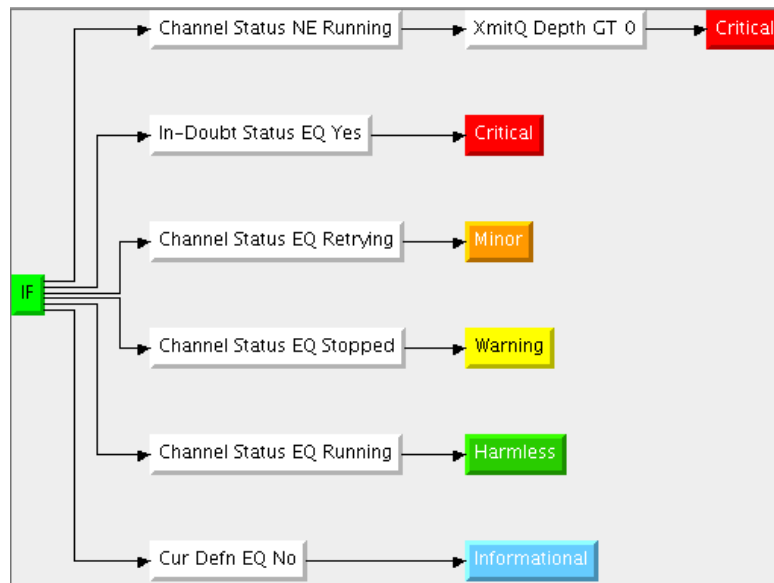 Channel Status NE Running XmitQ Depth GT 0 Critical
In-Doubt Status EQ Yes Critical
Channel Status EQ Retrying Minor
IF
Channel Status EQ Stopped Warning
Channel Status EQ Running Harmless
Cur Defn EQ No Informational